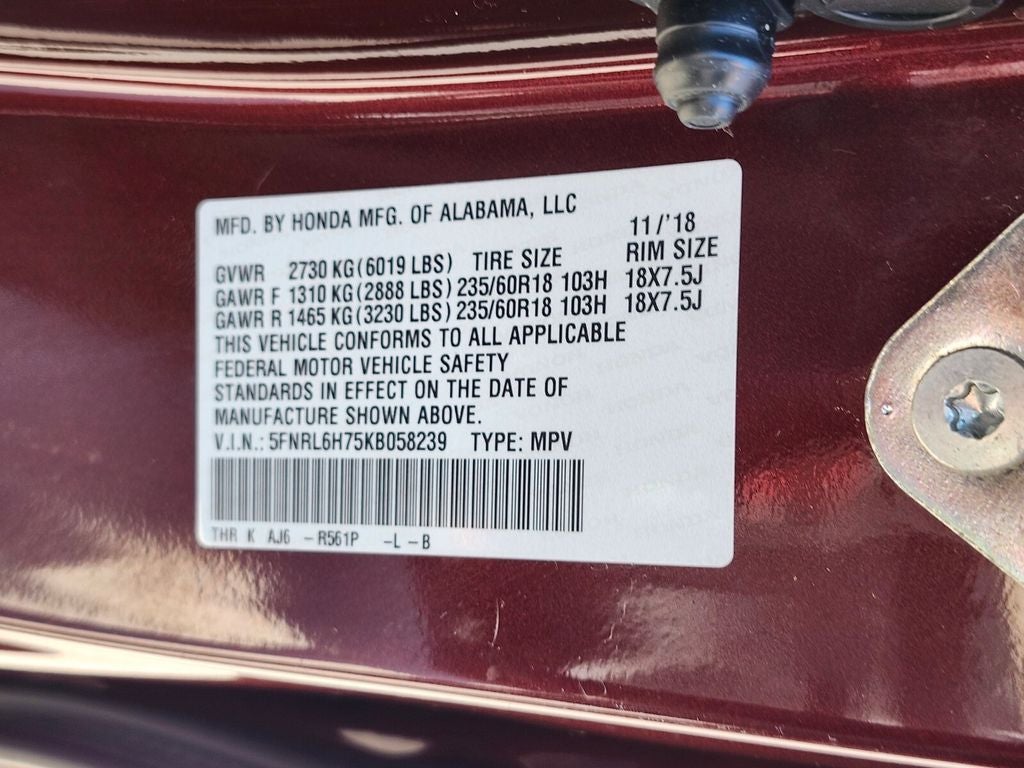 MFD. BY HONDA MFG. OF ALABAMA, LLC 11/'18
GVWR 2730 KG (6019 LBS) TIRE SIZE RIM SIZE
GAWR F 1310 KG (2888 LBS) 235/60R18 103H 18X7.5J
GAWR R 1465 KG (3230 LBS) 235/60R18 103H 18X7.5J
THIS VEHICLE CONFORMS TO ALL APPLICABLE
FEDERAL MOTOR VEHICLE SAFETY
STANDARDS IN EFFECT ON THE DATE OF
MANUFACTURE SHOWN ABOVE.
V.I.N.: 5FNRL6H75KB058239 TYPE: MPV
THR K AJ6 -R561P -L -B